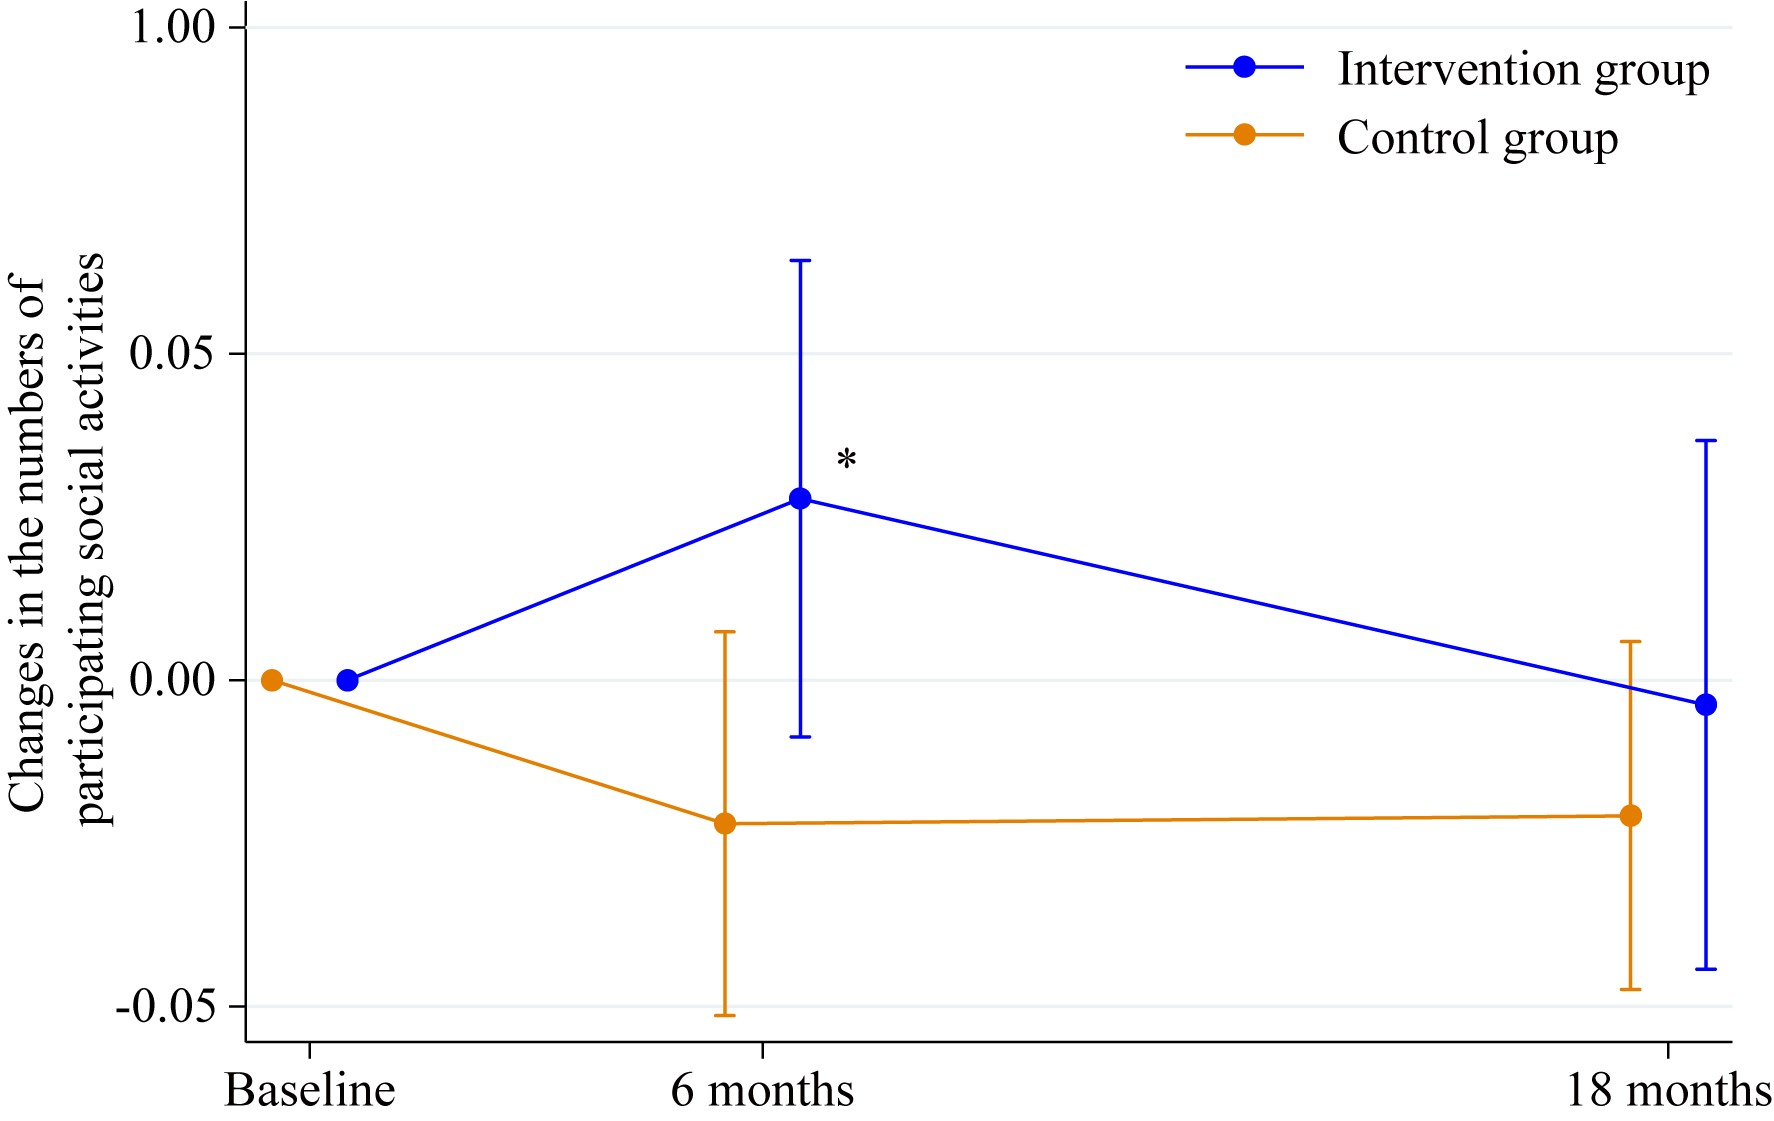 1.00
0.05
0.00
-0.05
Changes in the numbers of
participating social activities
Intervention group
Control group
*
Baseline
6 months
18 months